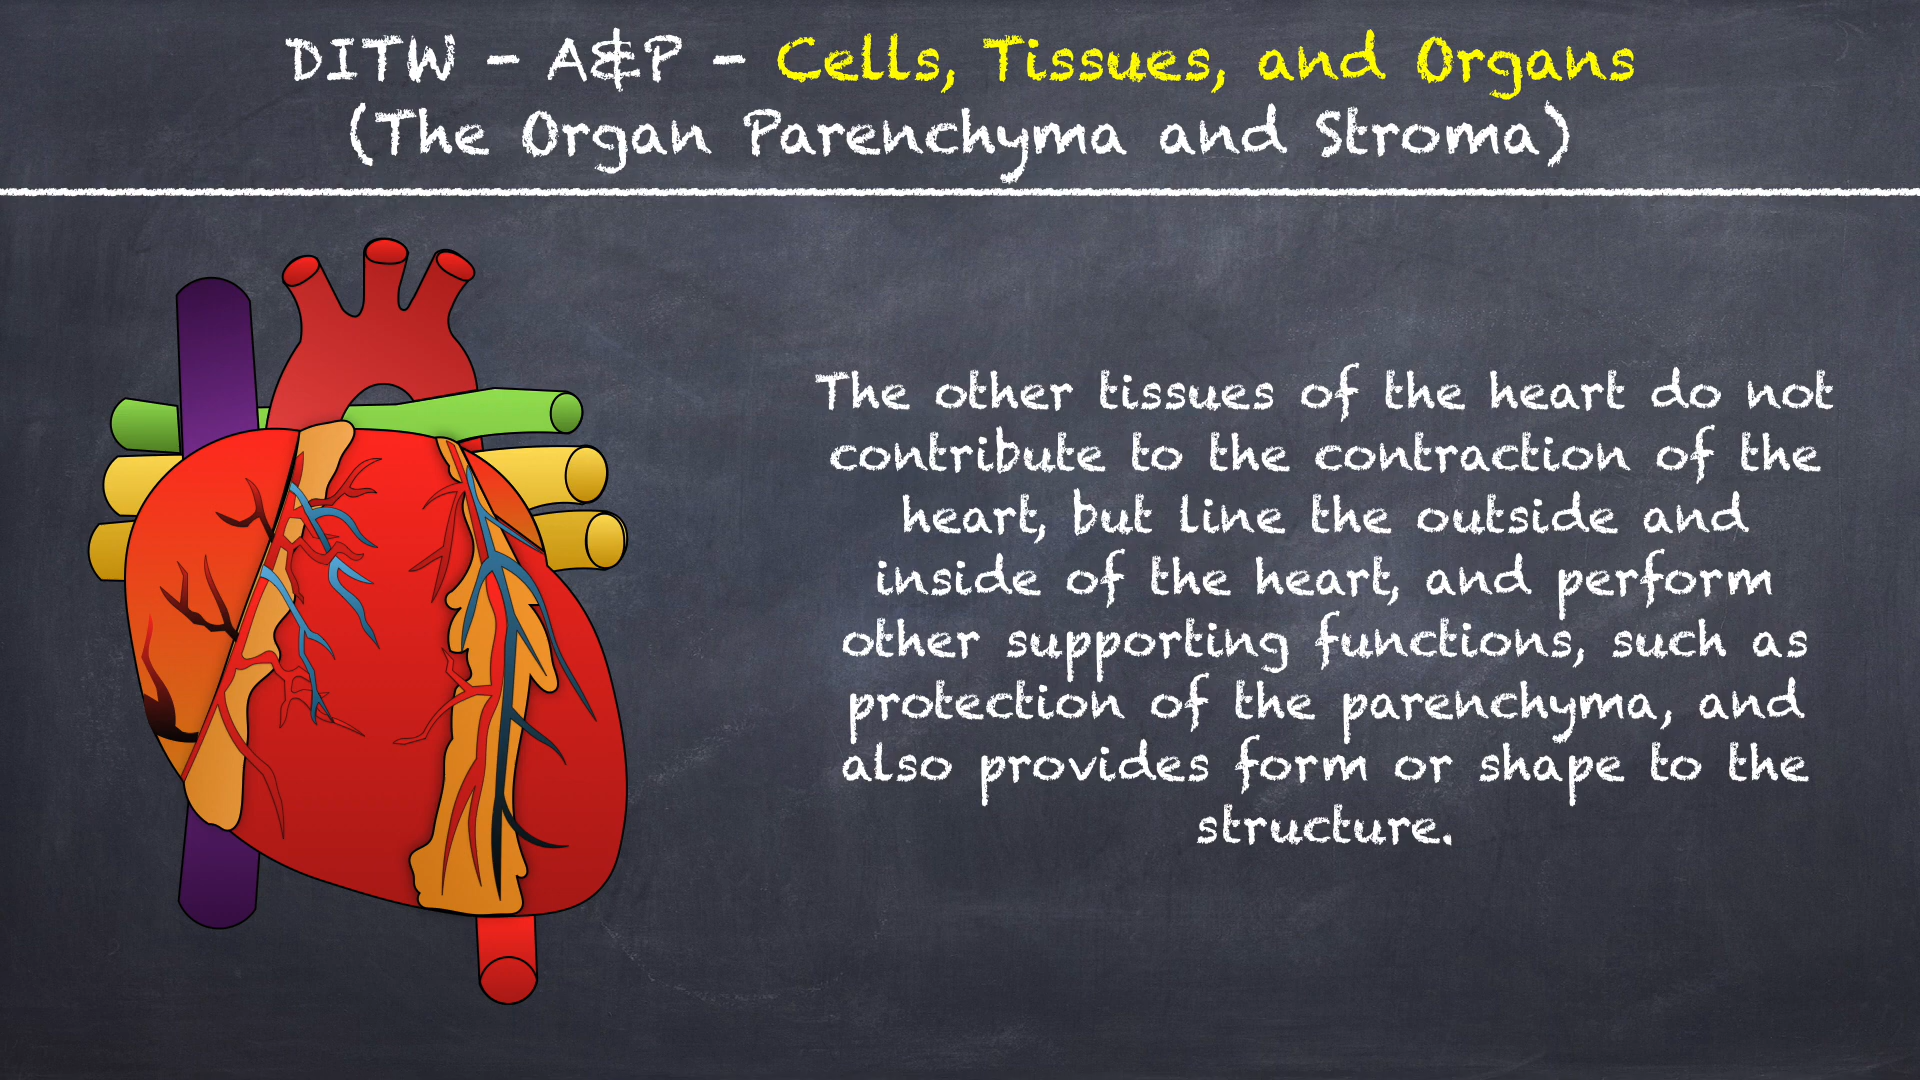 DITW - A&P - Cells, Tissues, and Organs
(The Organ Parenchyma and Stroma)
The other tissues of the heart do not
contribute to the contraction of the
heart, but line the outside and
inside of the heart, and perform
other supporting functions, such as
protection of the parenchyma, and
also provides form or shape to the
structure.